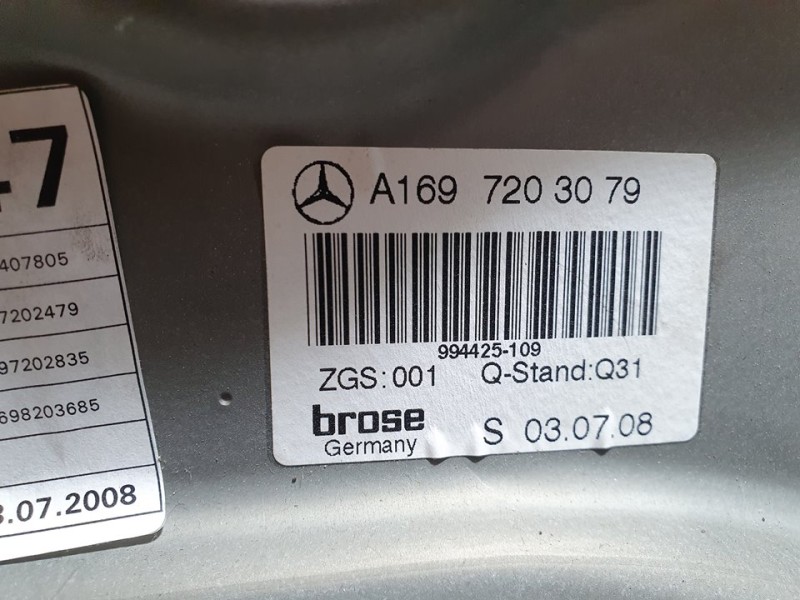 47
407805
7202479
97202835
698203685
3.07.2008
A169 720 30 79
994425-109
ZGS:001 Q-Stand:Q31
brose
Germany
S 03.07.08